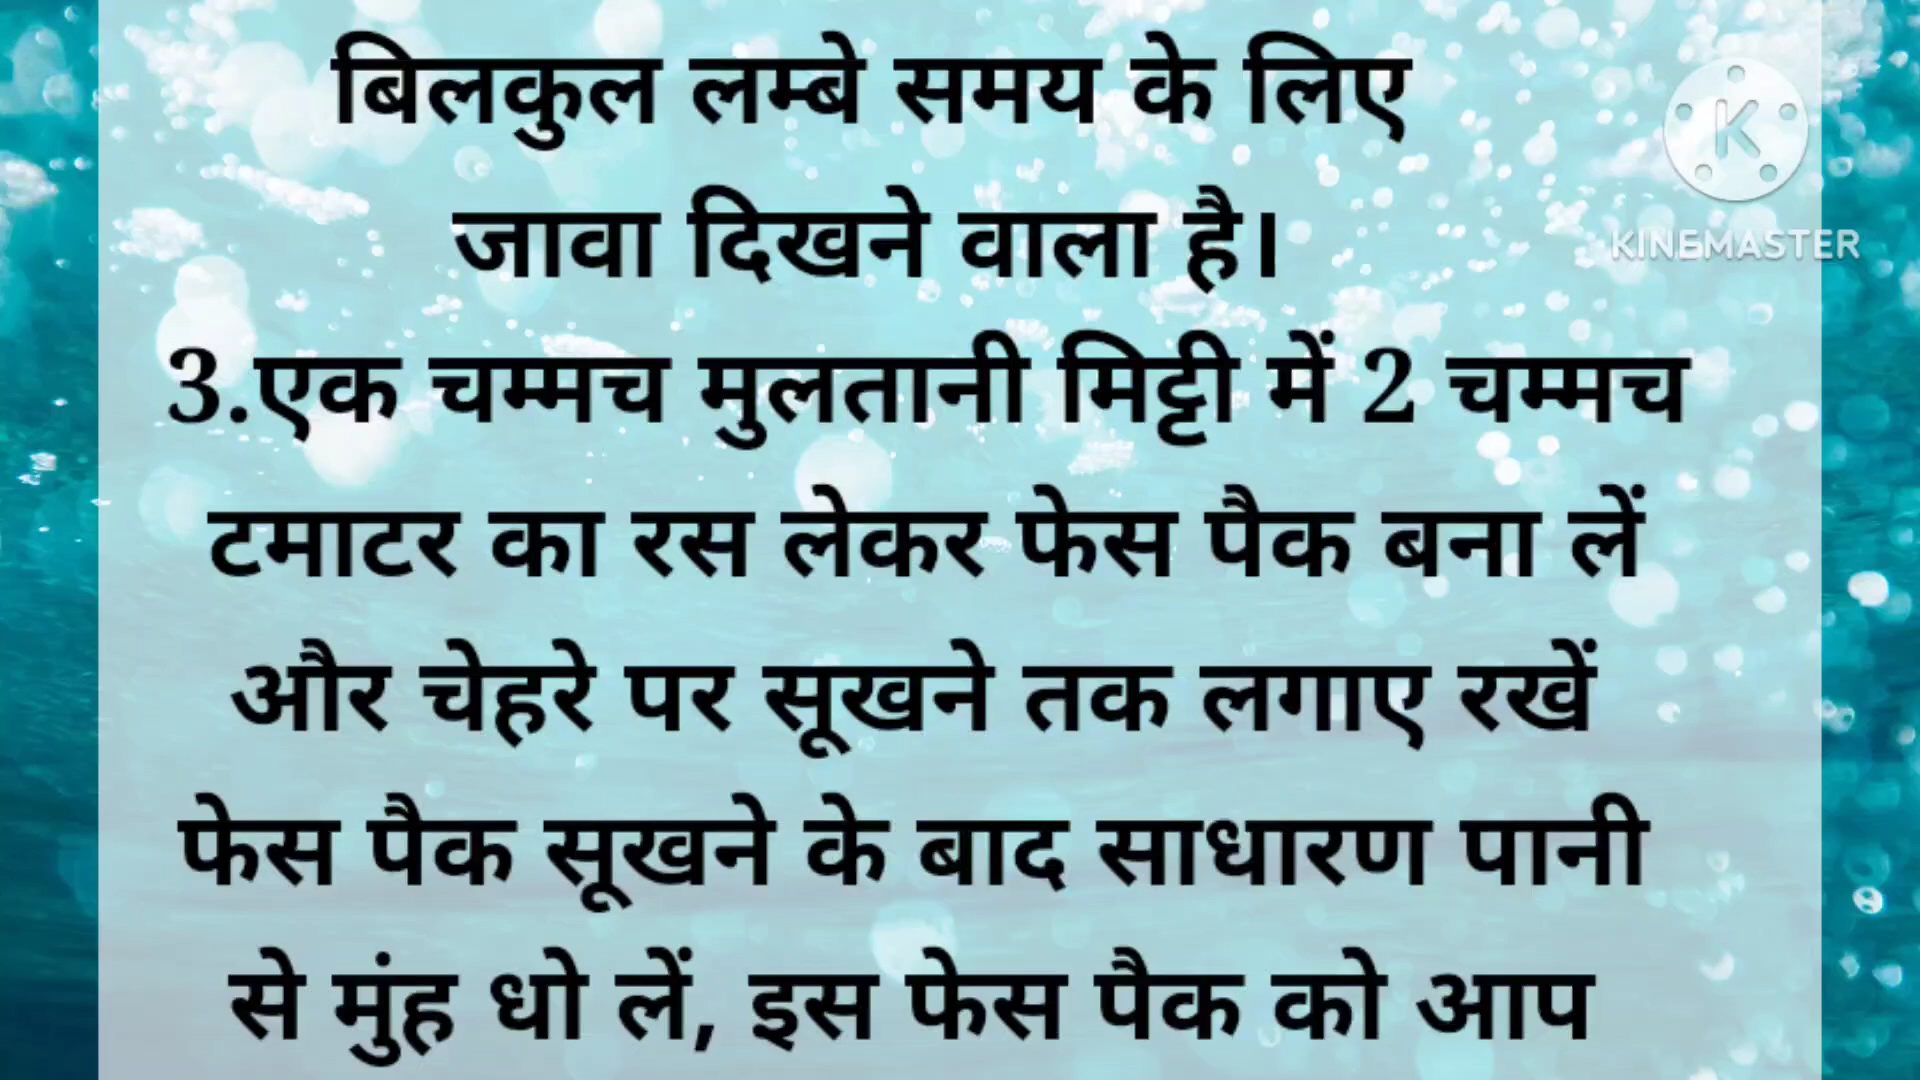 बिलकुल लम्बे समय के लिए
जावा दिखने वाला है।
3.एक चम्मच मुलतानी मिट्टी में 2 चम्मच
टमाटर का रस लेकर फेस पैक बना लें
और चेहरे पर सूखने तक लगाए रखें
फेस पैक सूखने के बाद साधारण पानी
से मुंह धो लें, इस फेस पैक को आप
K
KINEMASTER